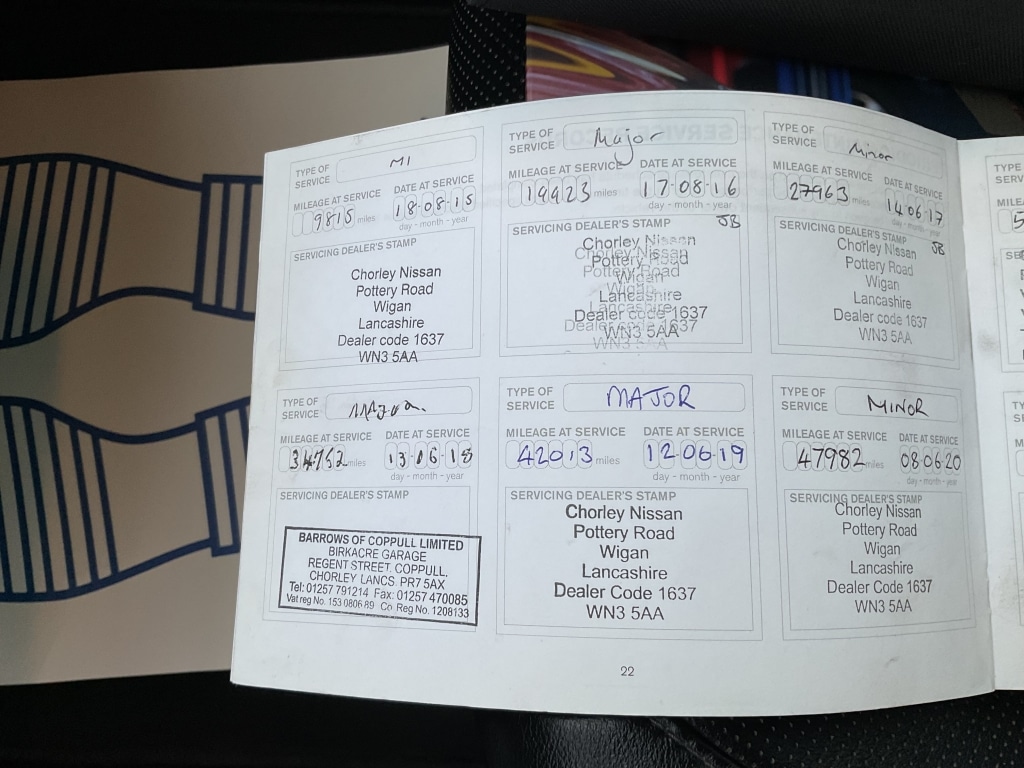 TYPE OF
SERVICE M1
MILEAGE AT SERVICE DATE AT SERVICE
9815 miles 18·08·15
day - month - year
SERVICING DEALER'S STAMP
Chorley Nissan
Pottery Road
Wigan
Lancashire
Dealer code 1637
WN3 5AA
TYPE OF
SERVICE Major
MILEAGE AT SERVICE DATE AT SERVICE
19423 miles 17·08·16
day - month - year
SERVICING DEALER'S STAMP JB
Chorley Nissan
Pottery Road
Wigan
Lancashire
Dealer code 1637
WN3 5AA
TYPE OF
SERVICE Minor
MILEAGE AT SERVICE DATE AT SERVICE
27963 miles 14·06·17
day - month - year
SERVICING DEALER'S STAMP JB
Chorley Nissan
Pottery Road
Wigan
Lancashire
Dealer code 1637
WN3 5AA
TYPE OF
SERVICE
MILEAGE AT SERVICE DATE AT SERVICE
34752 miles 13·06·18
day - month - year
SERVICING DEALER'S STAMP
BARROWS OF COPPULL LIMITED
BIRKACRE GARAGE
REGENT STREET. COPPULL,
CHORLEY LANCS. PR7 5AX
Tel: 01257 791214 Fax: 01257 470085
Vat reg No. 153 0806 89 Co. Reg No. 1208133
TYPE OF
SERVICE MAJOR
MILEAGE AT SERVICE DATE AT SERVICE
42013 miles 12·06·19
day - month - year
SERVICING DEALER'S STAMP
Chorley Nissan
Pottery Road
Wigan
Lancashire
Dealer Code 1637
WN3 5AA
TYPE OF
SERVICE MINOR
MILEAGE AT SERVICE DATE AT SERVICE
47982 miles 08·06·20
day - month - year
SERVICING DEALER'S STAMP
Chorley Nissan
Pottery Road
Wigan
Lancashire
Dealer Code 1637
WN3 5AA
22